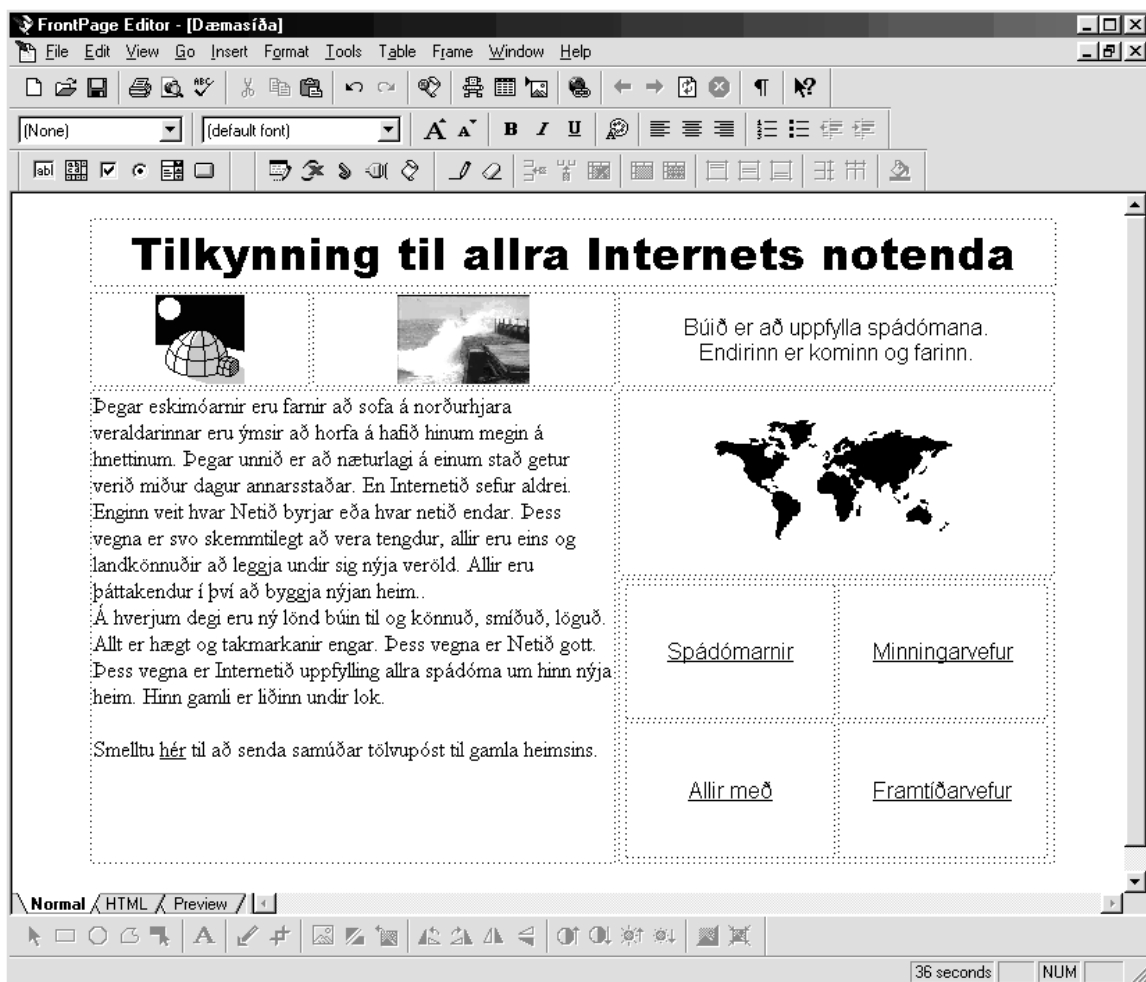 FrontPage Editor - [Dæmasíða]
File Edit View Go Insert Format Tools Table Frame Window Help
(None) (default font)
Tilkynning til allra Internets notenda
Búið er að uppfylla spádómana.
Endirinn er kominn og farinn.
Þegar eskimóarnir eru farnir að sofa á norðurhjara
veraldarinnar eru ýmsir að horfa á hafið hinum megin á
hnettinum. Þegar unnið er að næturlagi á einum stað getur
verið miður dagur annarsstaðar. En Internetið sefur aldrei.
Enginn veit hvar Netið byrjar eða hvar netið endar. Þess
vegna er svo skemmtilegt að vera tengdur, allir eru eins og
landkönnuðir að leggja undir sig nýja veröld. Allir eru
þáttakendur í því að byggja nýjan heim..
Á hverjum degi eru ný lönd búin til og könnuð, smíðuð, löguð.
Allt er hægt og takmarkanir engar. Þess vegna er Netið gott.
Þess vegna er Internetið uppfylling allra spádóma um hinn nýja
heim. Hinn gamli er liðinn undir lok.
Smelltu hér til að senda samúðar tölvupóst til gamla heimsins.
Spádómarnir Minningarvefur
Allir með Framtíðarvefur
Normal HTML Preview
36 seconds NUM